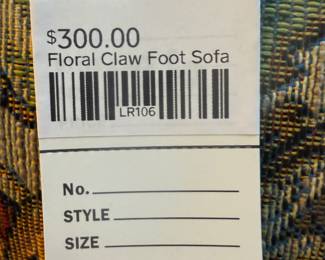 $300.00
Floral Claw Foot Sofa
LR106
No.
STYLE
SIZE